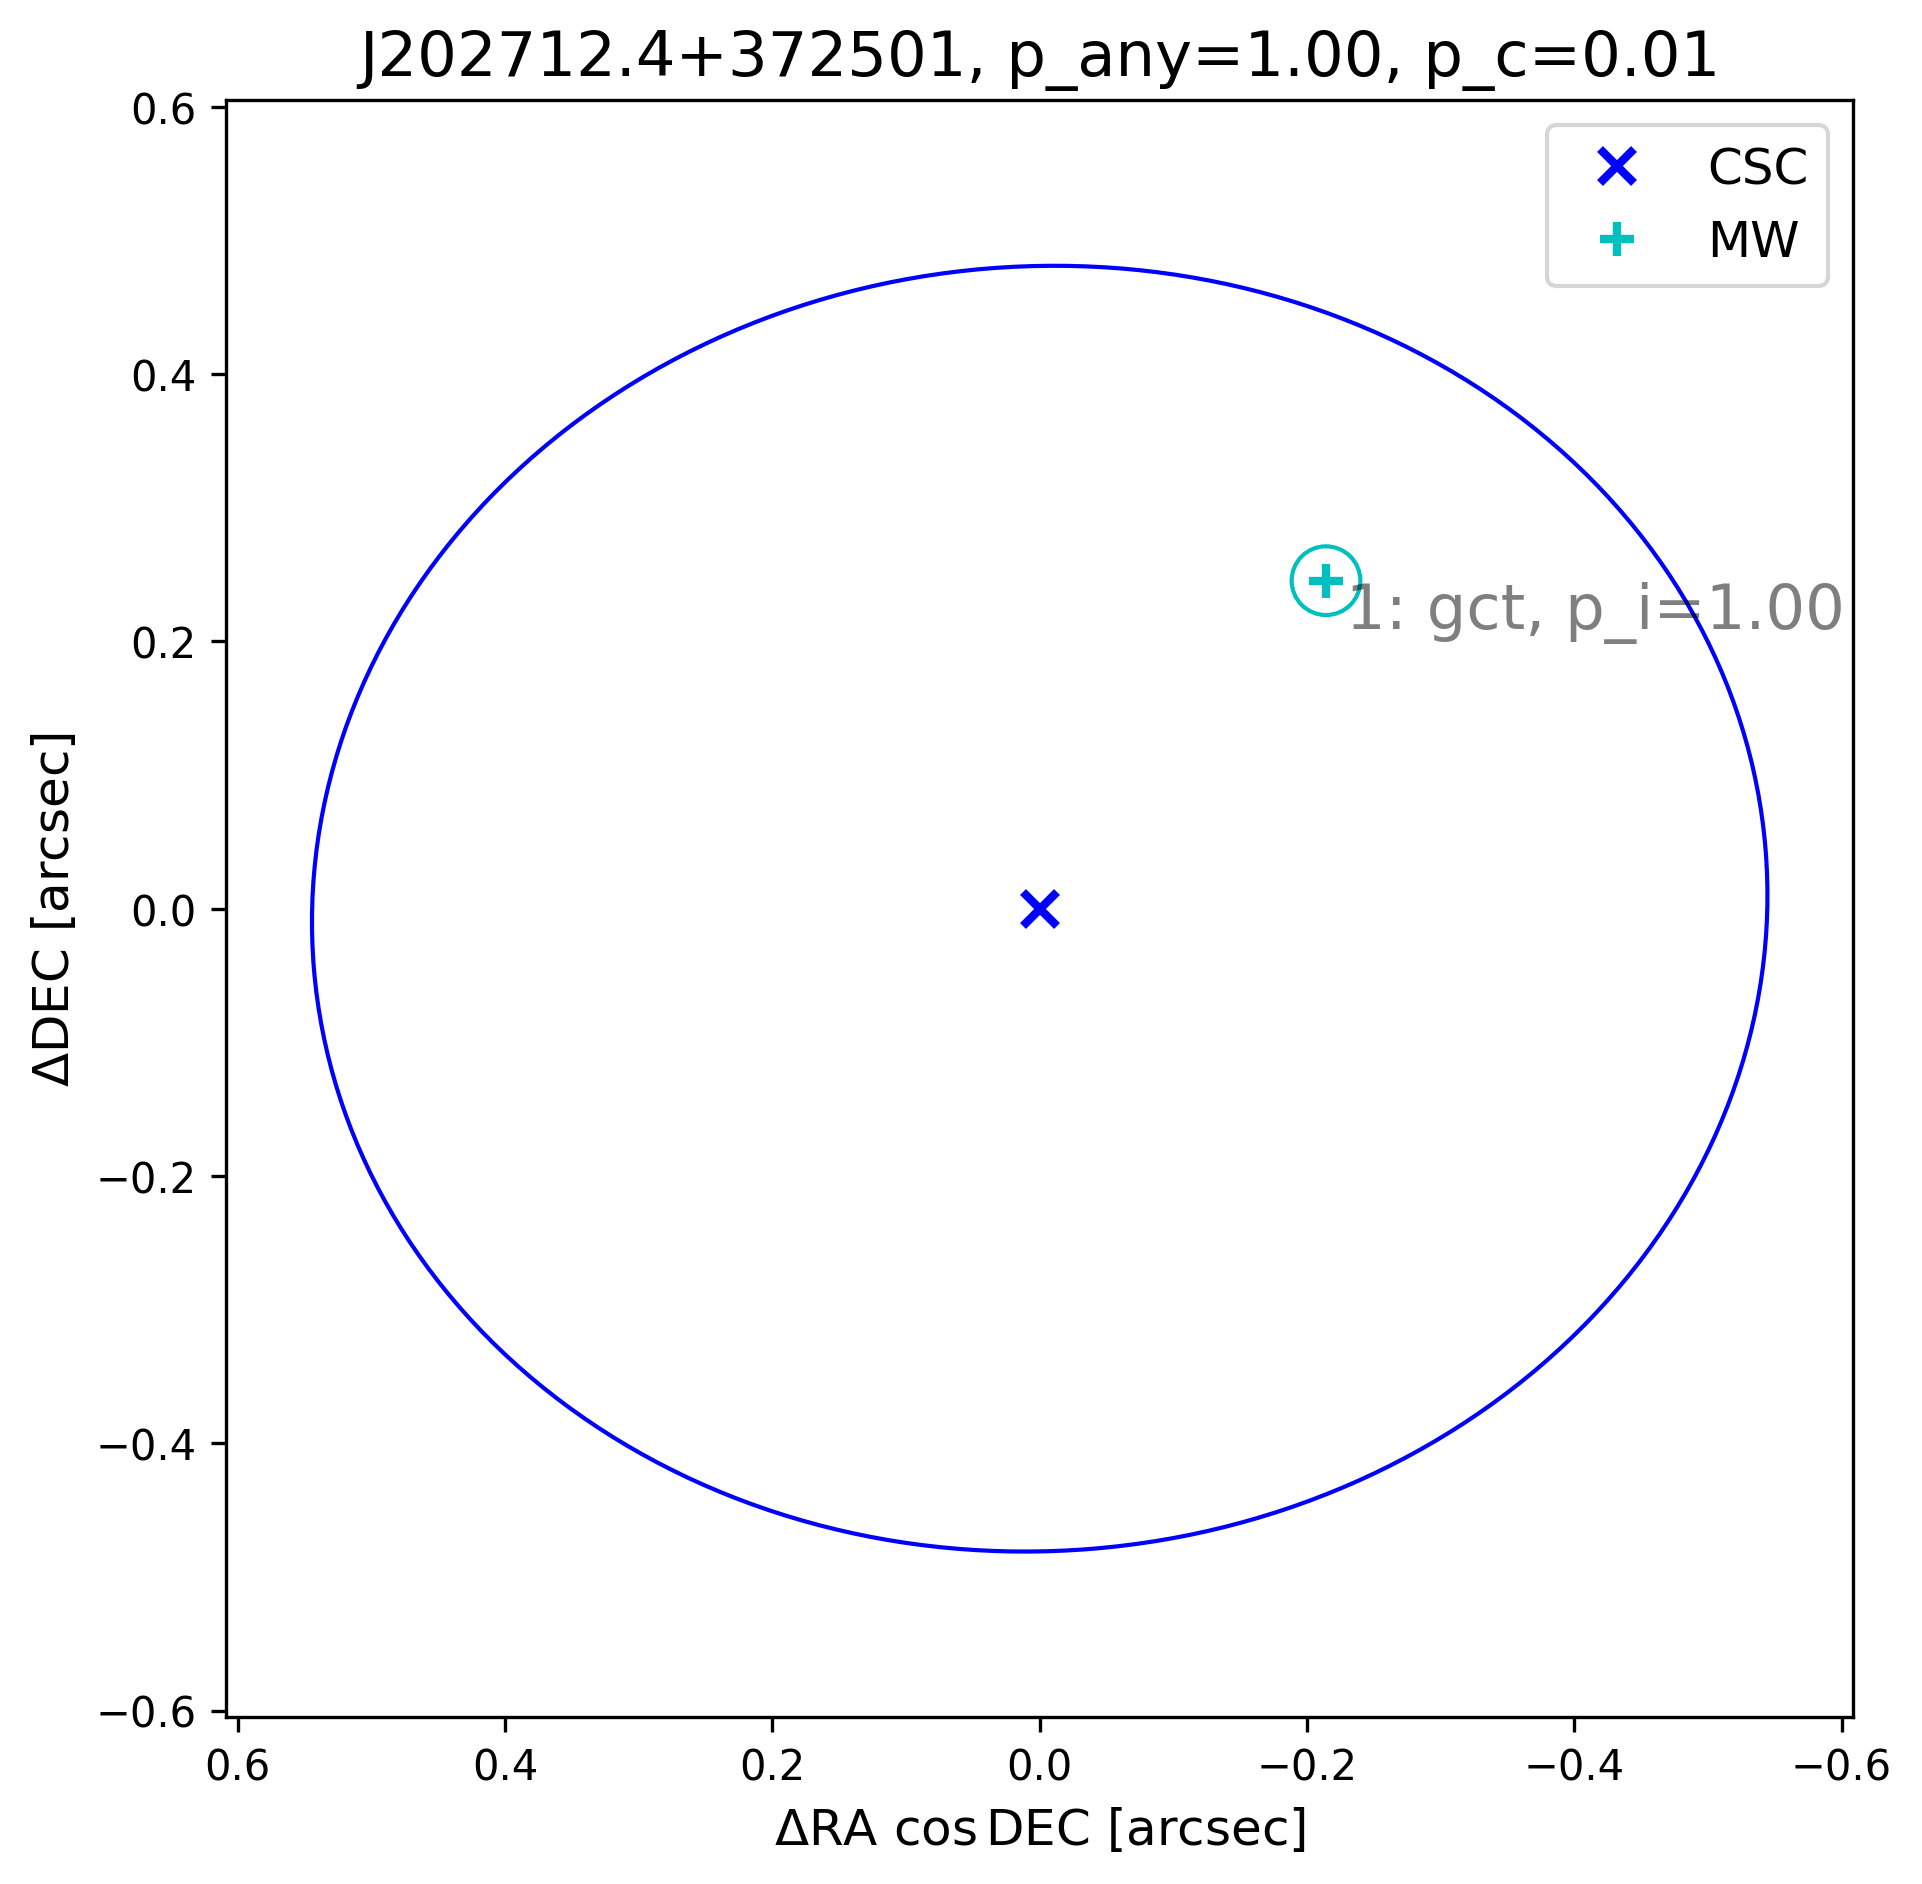 J202712.4+372501, p_any=1.00, p_c=0.01
CSC
MW
1: gct, p_i=1.00
ΔDEC [arcsec]
0.6
0.4
0.2
0.0
−0.2
−0.4
−0.6
0.6 0.4 0.2 0.0 −0.2 −0.4 −0.6
ΔRA cos DEC [arcsec]